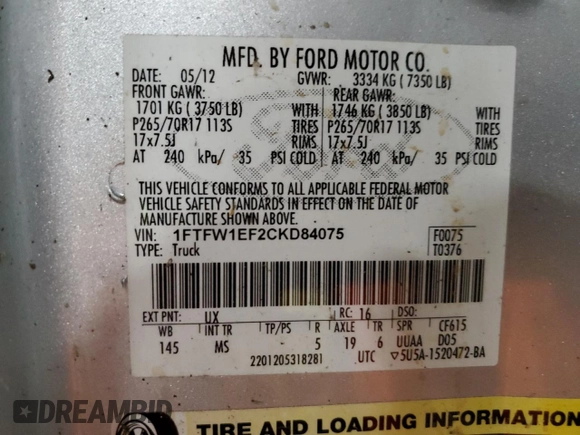 MFD. BY FORD MOTOR CO.
DATE: 05/12 GVWR: 3334 KG ( 7350 LB)
FRONT GAWR: REAR GAWR:
1701 KG ( 3750 LB) WITH 1746 KG ( 3850 LB) WITH
P265/70R17 113S TIRES P265/70R17 113S TIRES
17x7.5J RIMS 17x7.5J RIMS
AT 240 kPa/ 35 PSI COLD AT 240 kPa/ 35 PSI COLD
THIS VEHICLE CONFORMS TO ALL APPLICABLE FEDERAL MOTOR
VEHICLE SAFETY STANDARDS IN EFFECT ON THE DATE OF
MANUFACTURE SHOWN ABOVE.
VIN: 1FTFW1EF2CKD84075 F0075
TYPE: Truck T0376
EXT PNT: UX RC: 16 DSO:
WB INT TR TP/PS R AXLE TR SPR CF615
145 MS - 5 19 6 UUAA D05
2201205318281 UTC ▽5U5A-1520472-BA
DREAMBID
TIRE AND LOADING INFORMATION